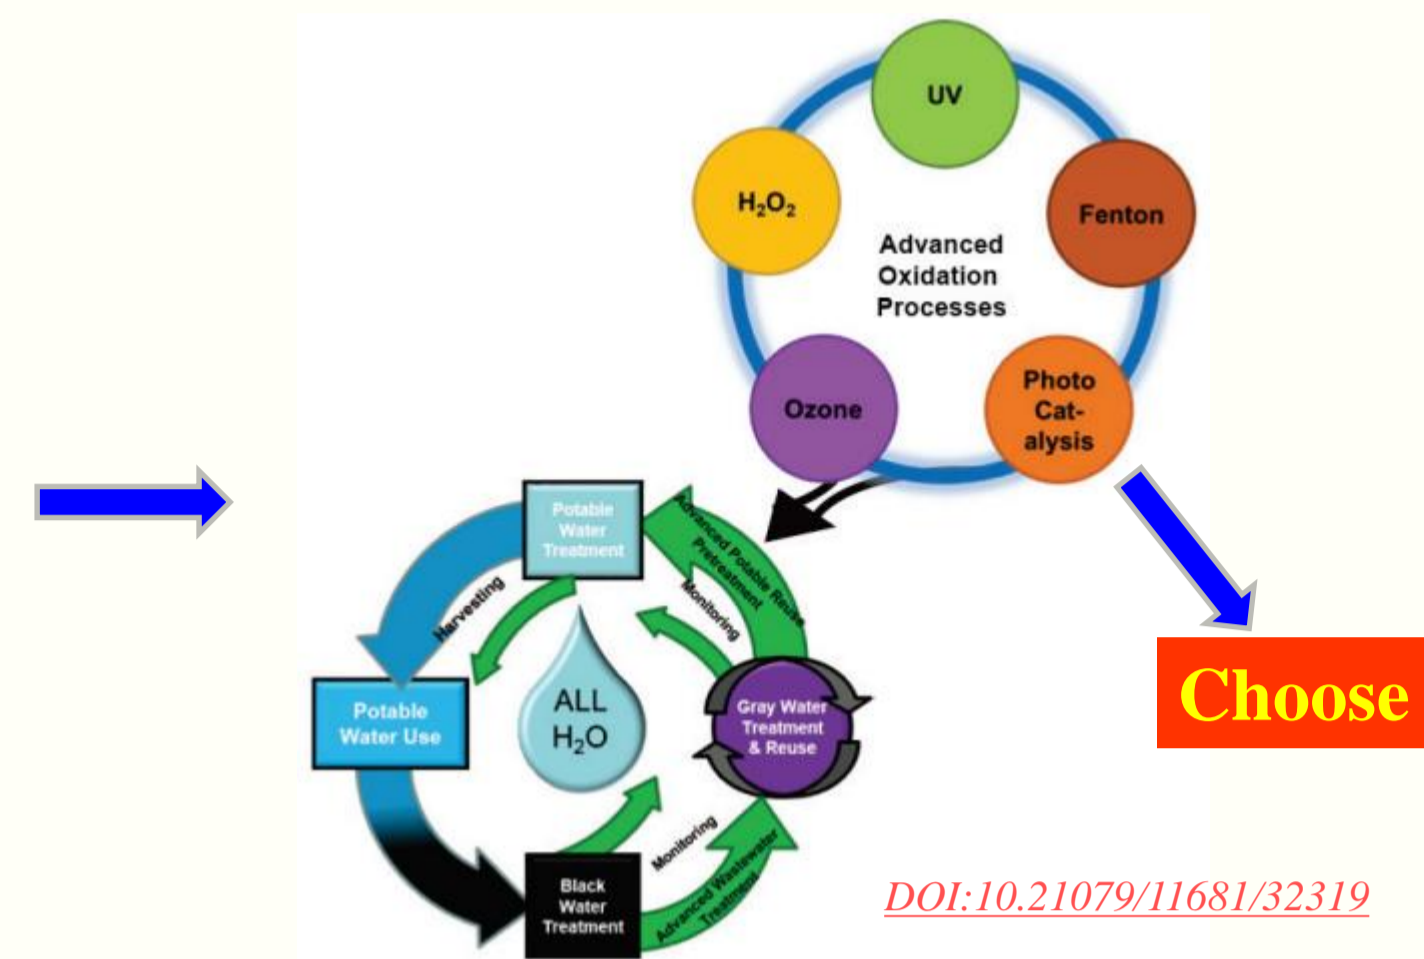 UV
H₂O₂
Fenton
Advanced
Oxidation
Processes
Photo
Cat-
alysis
Ozone
Potable
Water
Treatment
Advanced Potable Reuse
Pretreatment
Monitoring
Harvesting
Potable
Water Use
ALL
H₂O
Gray Water
Treatment
& Reuse
Choose
Monitoring
Advanced Wastewater
Treatment
Black
Water
Treatment
DOI:10.21079/11681/32319